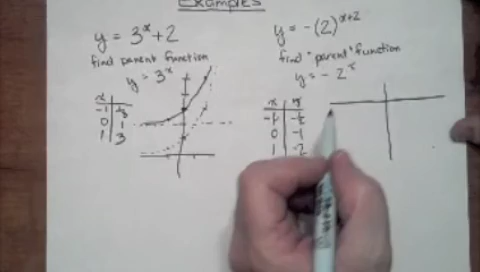 Examples
y = 3^x + 2
find parent function
y = 3^x
x y
-1 1/3
0 1
1 3
y = -(2)^(x+2)
find "parent" function
y = -2^x
x y
-1 -1/2
0 -1
1 -2